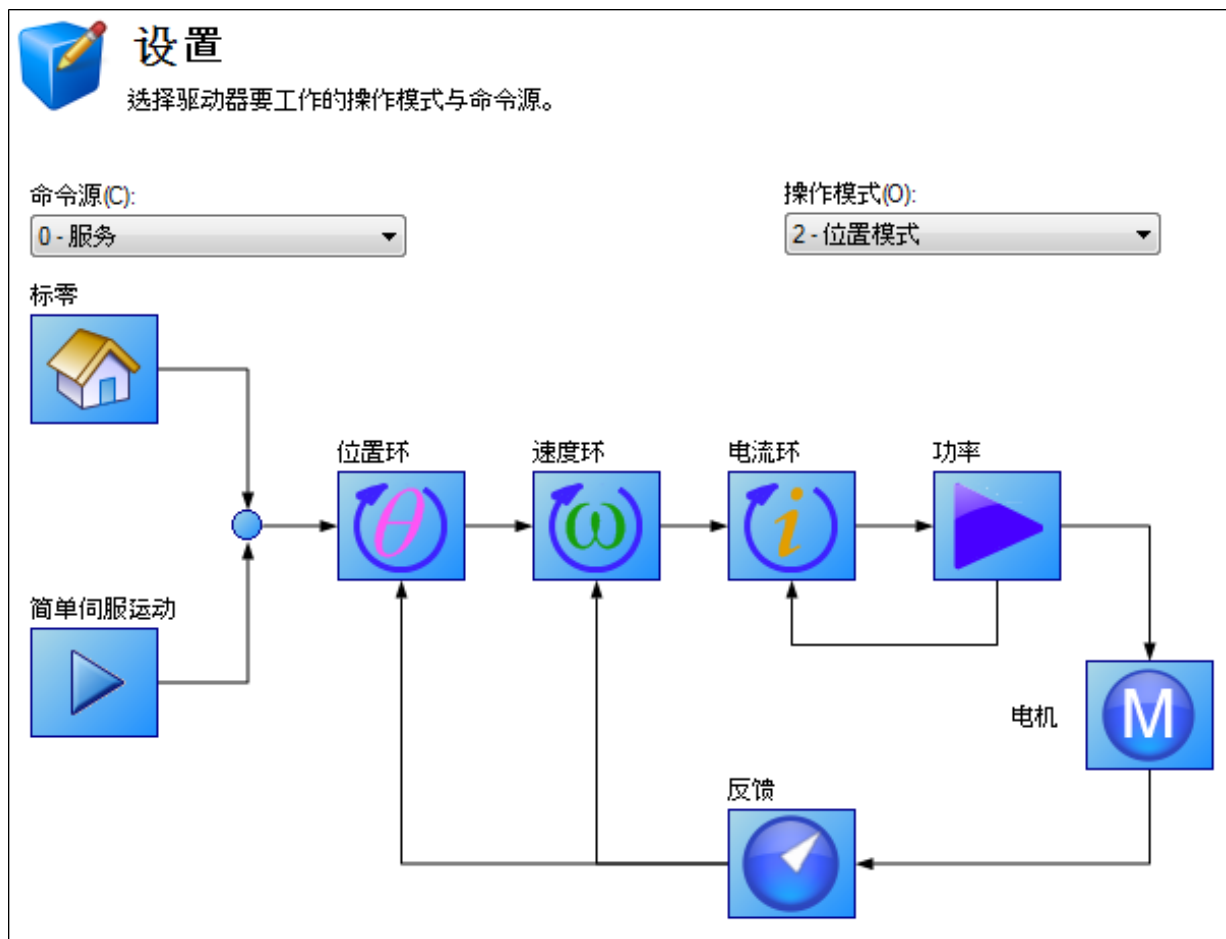 设置
选择驱动器要工作的操作模式与命令源。
命令源(C):
操作模式(O):
0 - 服务
2 - 位置模式
标零
位置环
速度环
电流环
功率
θ
ω
i
简单伺服运动
电机
M
反馈